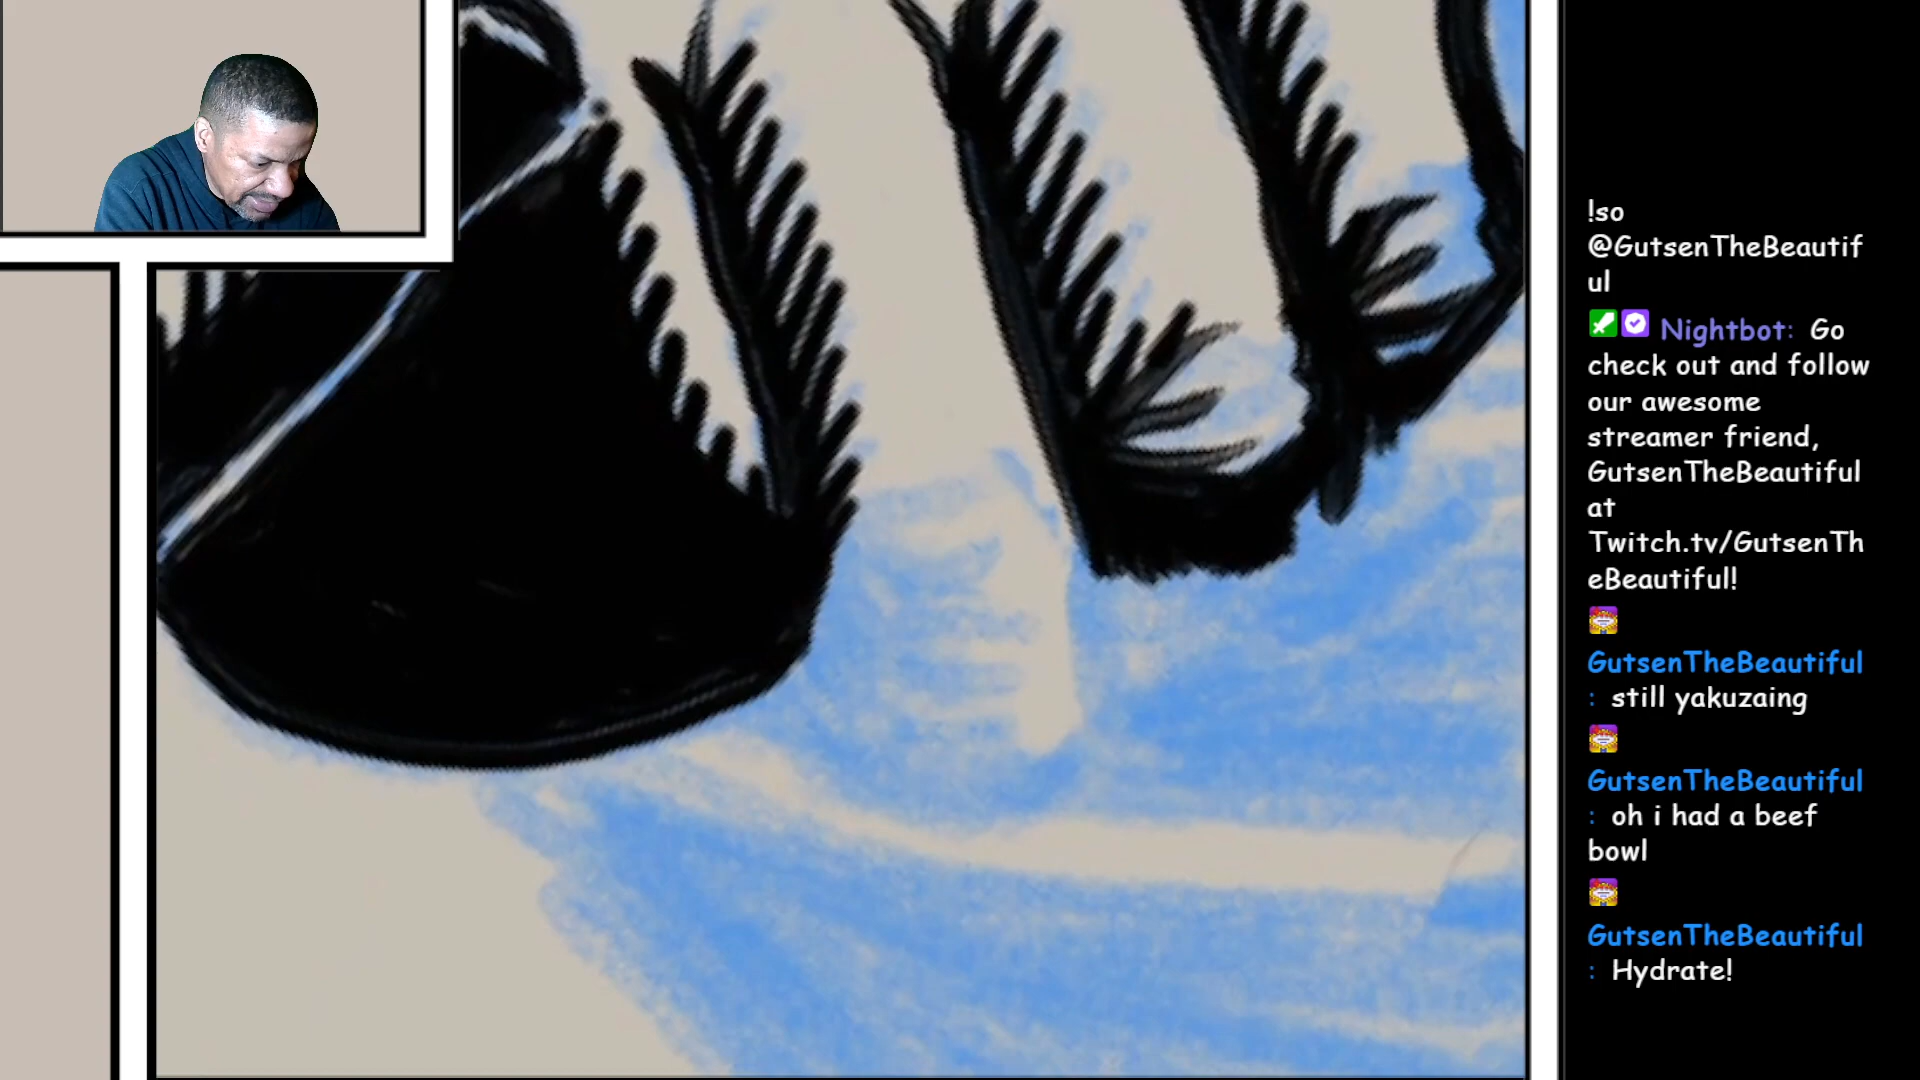 !so
@GutsenTheBeautif
ul
Nightbot: Go
check out and follow
our awesome
streamer friend,
GutsenTheBeautiful
at
Twitch.tv/GutsenTh
eBeautiful!
GutsenTheBeautiful
: still yakuzaing
GutsenTheBeautiful
: oh i had a beef
bowl
GutsenTheBeautiful
: Hydrate!